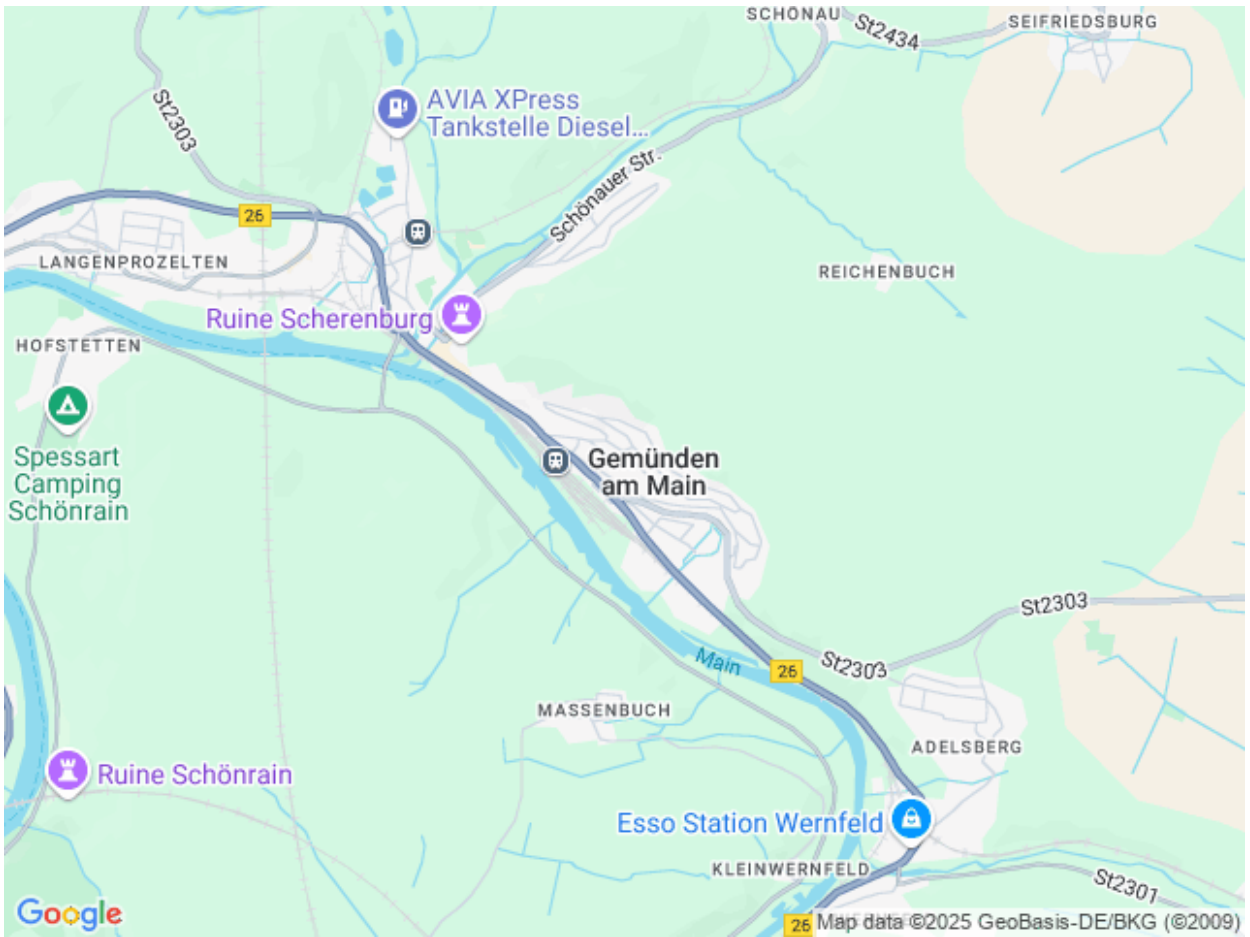 SCHÖNAU
St2434
SEIFRIEDSBURG
St2303
AVIA XPress
Tankstelle Diesel...
Schönauer Str.
26
LANGENPROZELTEN
REICHENBUCH
Ruine Scherenburg
HOFSTETTEN
Spessart
Camping
Schönrain
Gemünden
am Main
St2303
St2303
Main
26
MASSENBUCH
ADELSBERG
Ruine Schönrain
Esso Station Wernfeld
KLEINWERNFELD
St2301
Google
26
Map data ©2025 GeoBasis-DE/BKG (©2009)